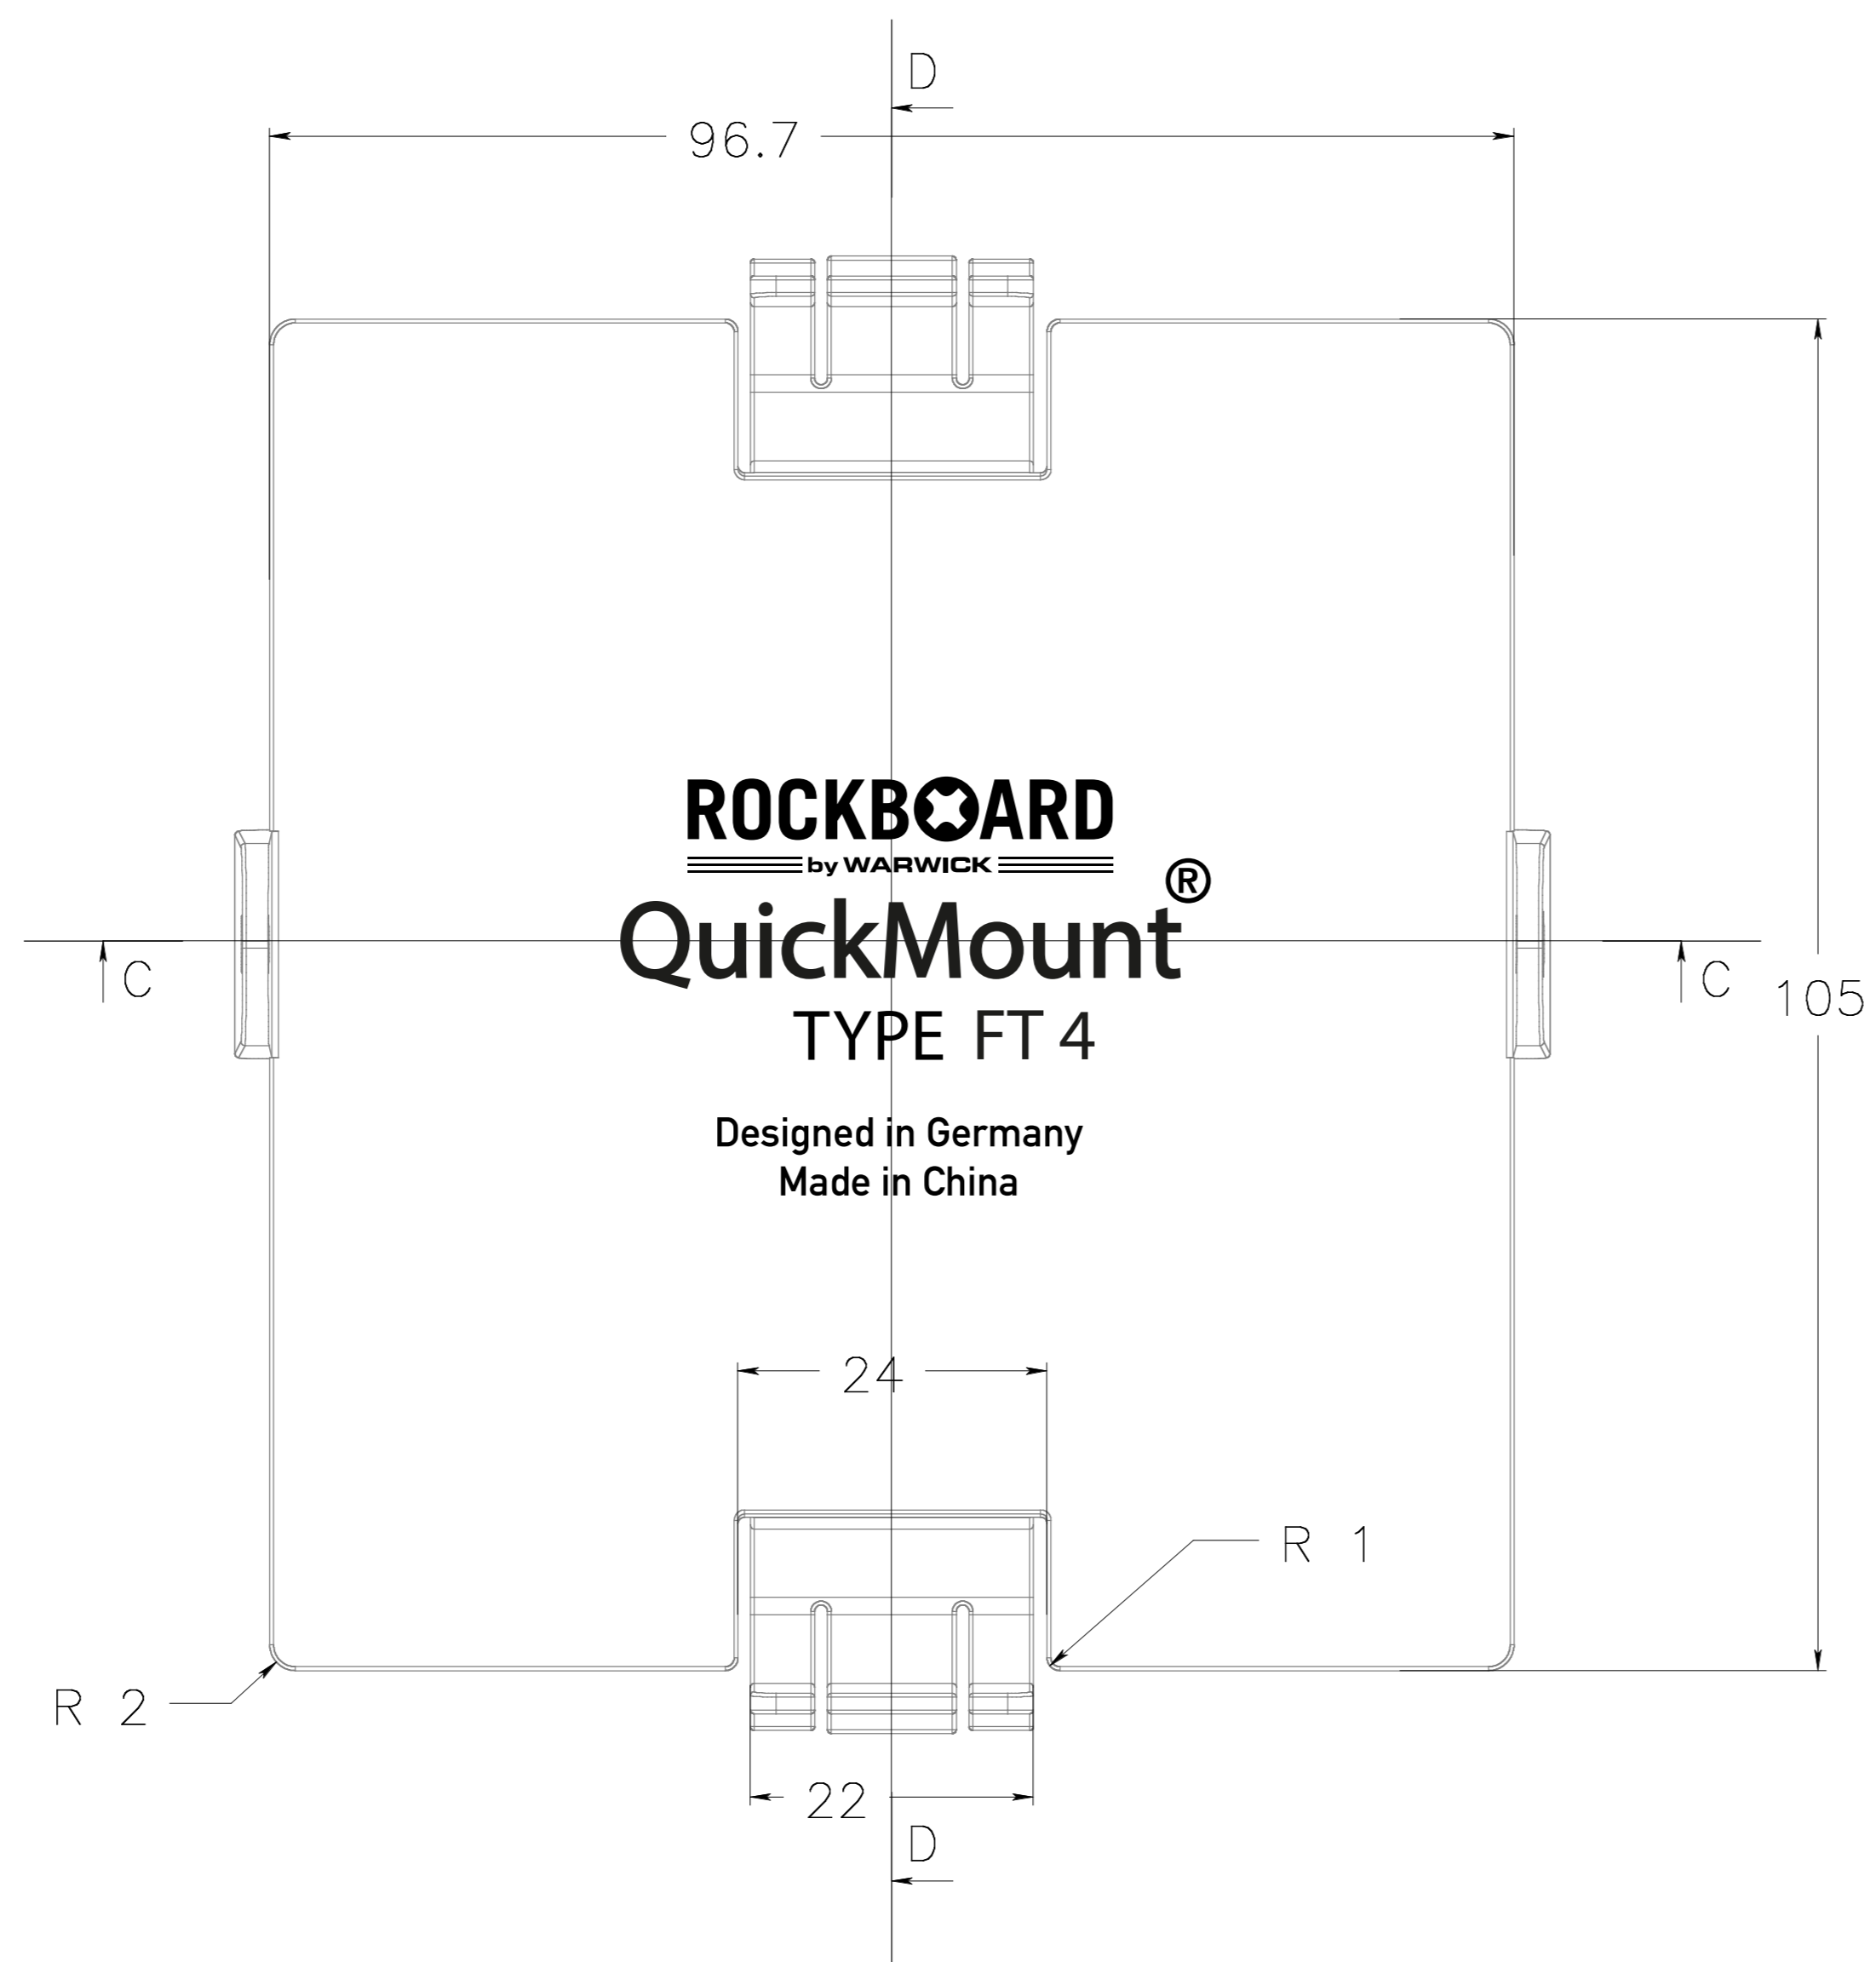 D
96.7
ROCKBOARD
by WARWICK
QuickMount®
C
C
105
TYPE FT 4
Designed in Germany
Made in China
24
R 1
R 2
22
D